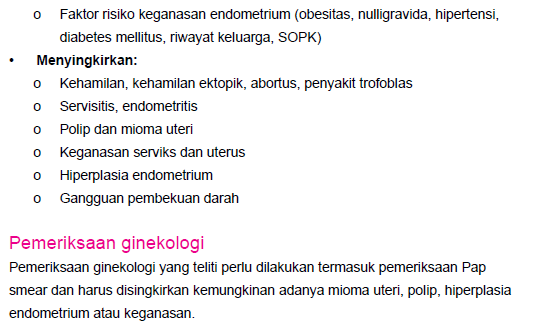 o Faktor risiko keganasan endometrium (obesitas, nulligravida, hipertensi,
diabetes mellitus, riwayat keluarga, SOPK)
• Menyingkirkan:
o Kehamilan, kehamilan ektopik, abortus, penyakit trofoblas
o Servisitis, endometritis
o Polip dan mioma uteri
o Keganasan serviks dan uterus
o Hiperplasia endometrium
o Gangguan pembekuan darah
Pemeriksaan ginekologi
Pemeriksaan ginekologi yang teliti perlu dilakukan termasuk pemeriksaan Pap
smear dan harus disingkirkan kemungkinan adanya mioma uteri, polip, hiperplasia
endometrium atau keganasan.